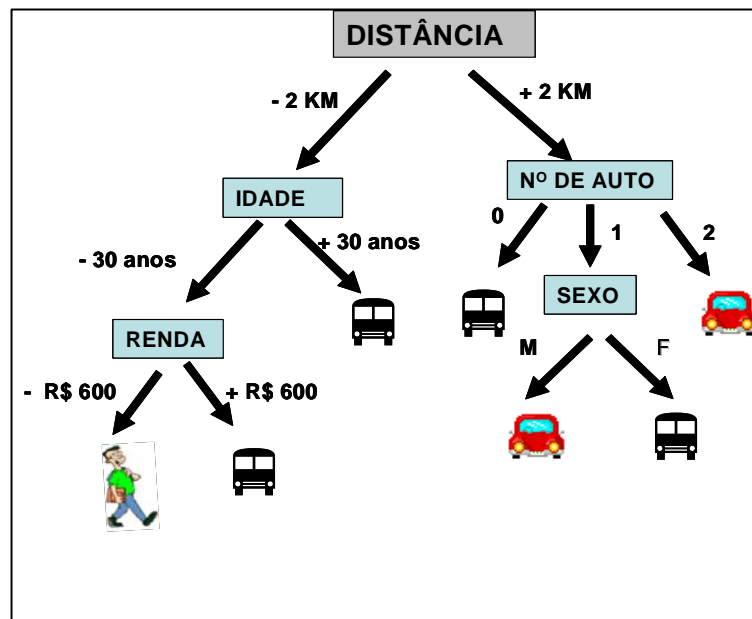 DISTÂNCIA
- 2 KM
+ 2 KM
IDADE
Nº DE AUTO
- 30 anos
+ 30 anos
0
1
2
RENDA
SEXO
- R$ 600
+ R$ 600
M
F